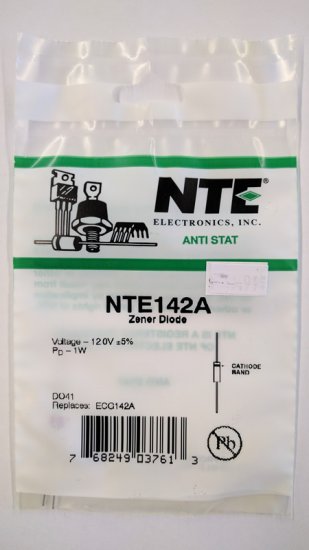 NTE®
ELECTRONICS, INC.
ANTI STAT
NTE142A
Zener Diode
Voltage – 12.0V ±5%
PD – 1W
CATHODE
BAND
DO41
Replaces: ECG142A
Pb
7 68249 03761 3